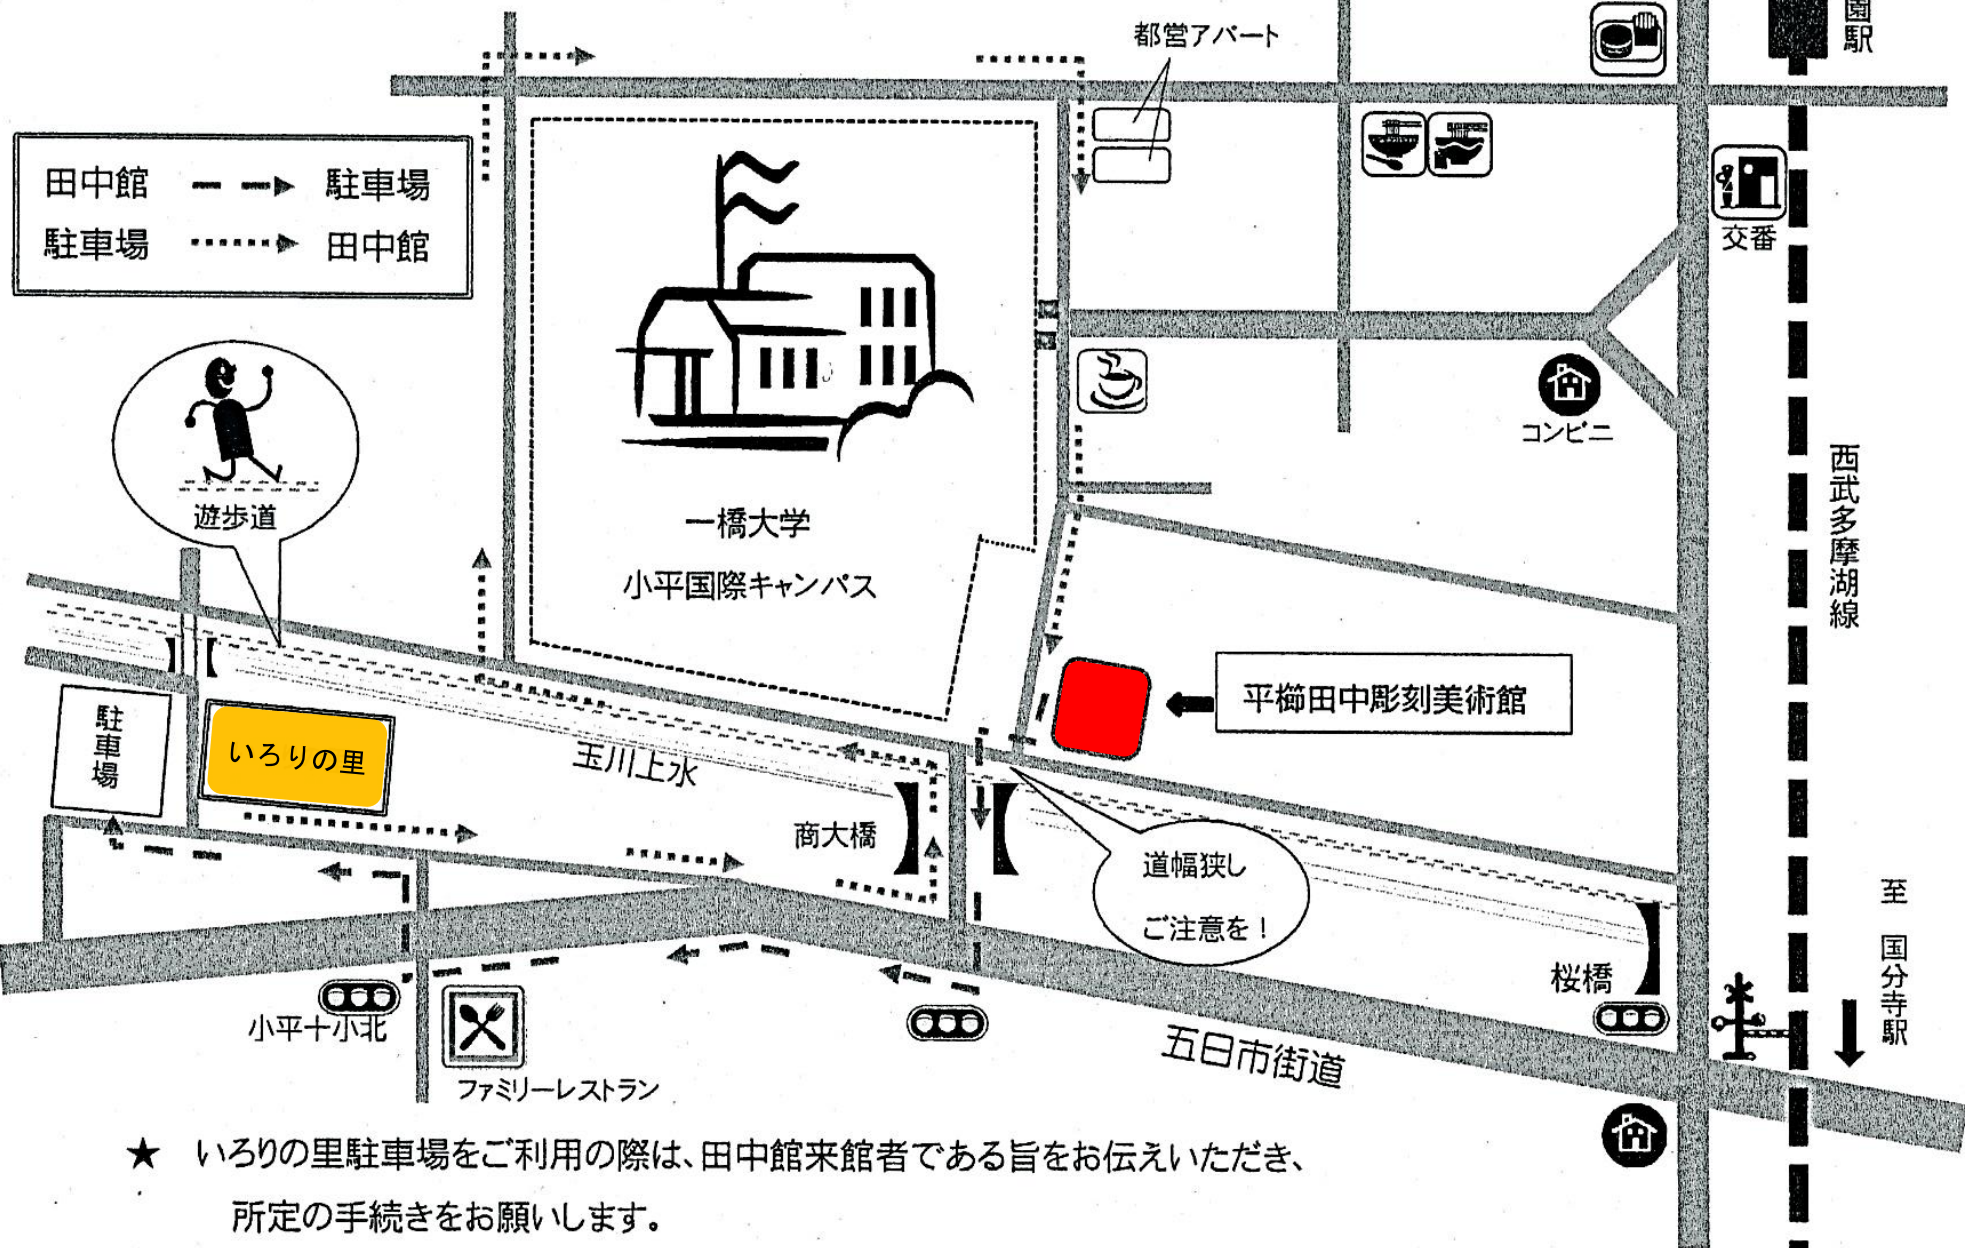 都営アパート
園駅
田中館
駐車場
駐車場
田中館
交番
コンビニ
遊歩道
一橋大学
小平国際キャンパス
西武多摩湖線
平櫛田中彫刻美術館
駐車場
いろりの里
玉川上水
商大橋
道幅狭し
ご注意を！
至 国分寺駅
桜橋
小平十小北
五日市街道
ファミリーレストラン
★ いろりの里駐車場をご利用の際は、田中館来館者である旨をお伝えいただき、
所定の手続きをお願いします。